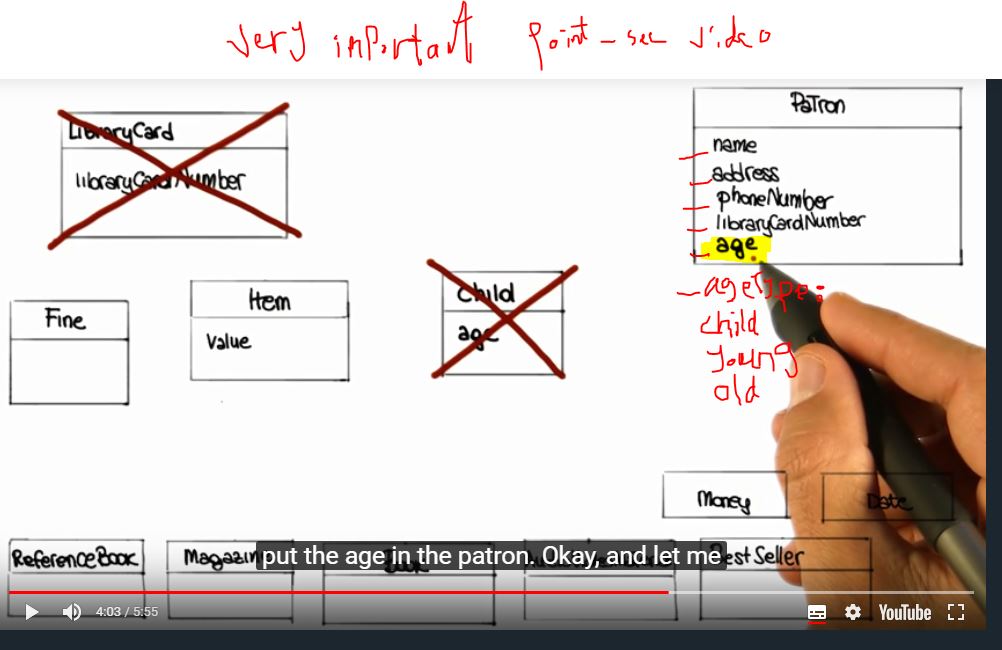 very important point - see video
LibraryCard
libraryCardNumber
Patron
name
address
phoneNumber
libraryCardNumber
age
agetype:
child
young
old
Fine
Item
Value
Child
age
Money
Date
ReferenceBook
Magazin
Best Seller
put the age in the patron. Okay, and let me
4:03 / 5:55
YouTube